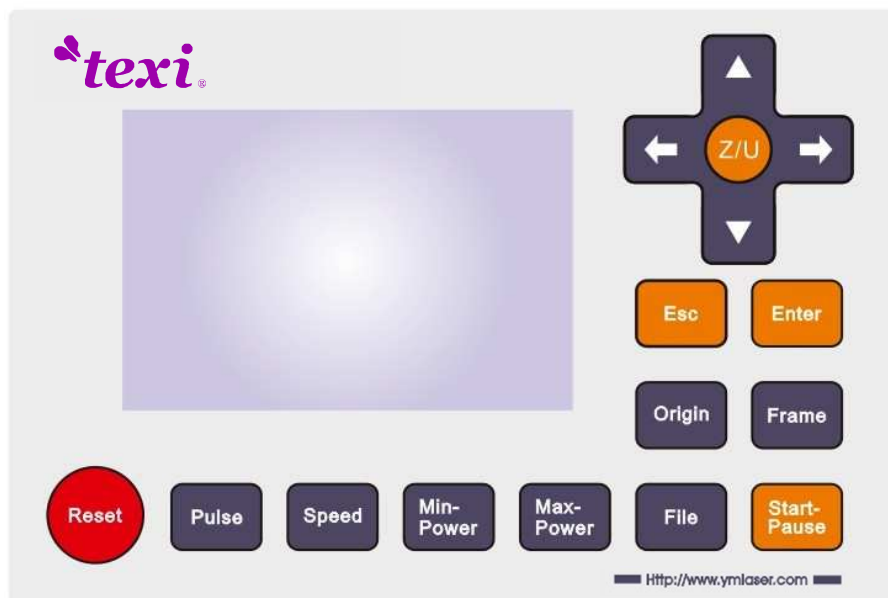 texi®
Z/U
Esc
Enter
Origin
Frame
Reset
Pulse
Speed
Min-
Power
Max-
Power
File
Start-
Pause
Http://www.ymlaser.com